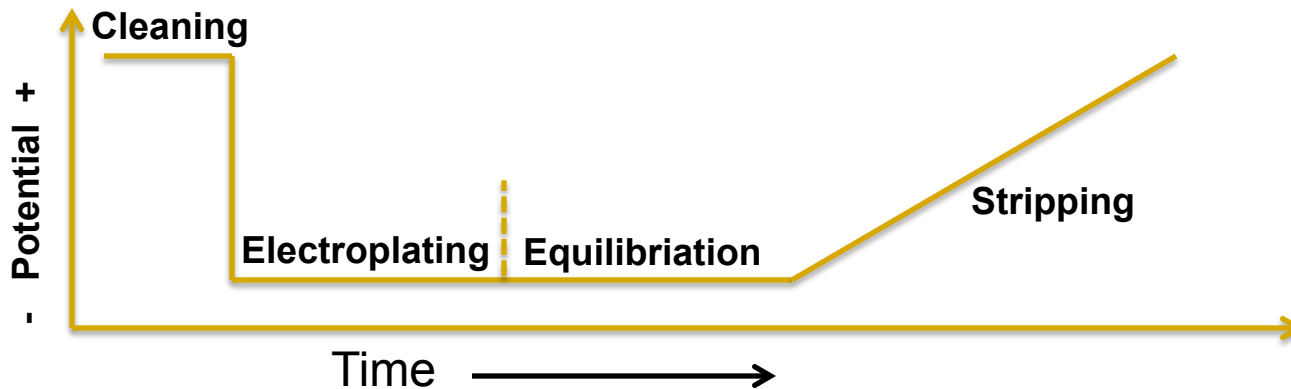 Cleaning
- Potential +
Electroplating
Equilibriation
Stripping
Time